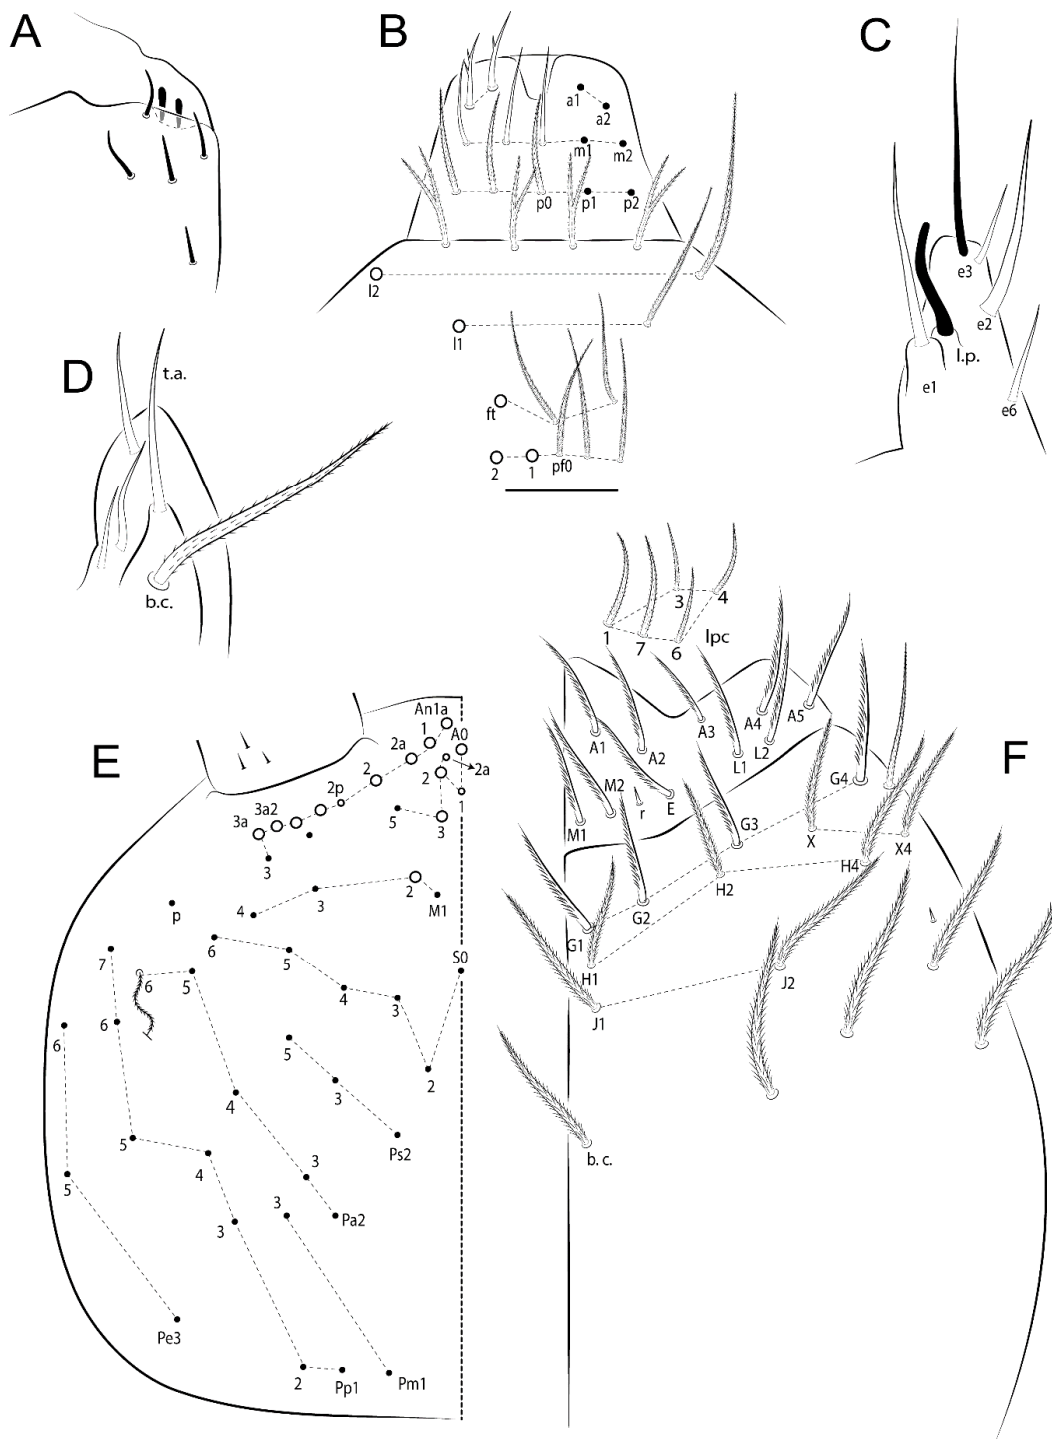 A
B
C
a1
a2
m1
m2
p0
p1
p2
l2
l1
ft
2
1
pf0
e3
e2
l.p.
e1
e6
D
t.a.
b.c.
3
4
1
7
6
lpc
E
An1a
1
A0
2a
2
2a
2
2p
3a2
3a
1
5
3
3
2
M1
3
4
p
6
5
S0
7
6
5
4
3
6
6
2
5
3
Ps2
4
5
4
3
Pa2
5
3
3
Pe3
2
Pp1
Pm1
F
A1
A2
A3
A4
A5
L1
L2
M1
M2
r
E
G4
G3
X
X4
H4
H2
G2
G1
H1
J2
J1
b. c.